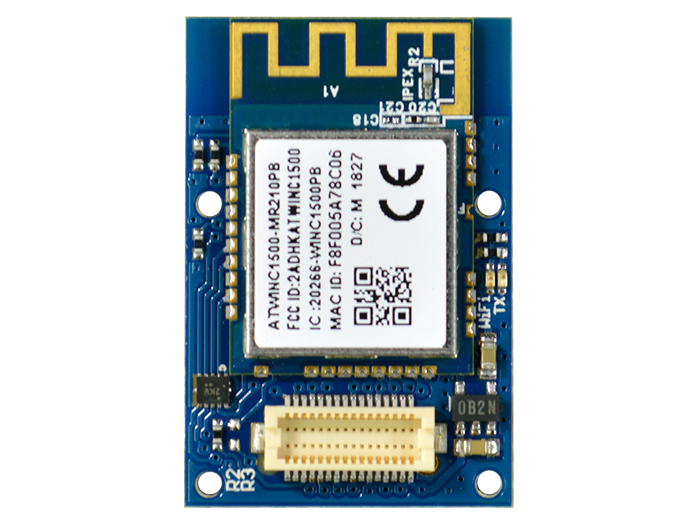 R2
IPEX
A1
C20
C21
C18
ATWINC1500-MR210PB
FCC ID:2ADHKATWINC1500
IC :20266-WINC1500PB
MAC ID: F8F005A78C06
D/C: M 1827
CE
WiFi
TX
0B2N
R2
R3